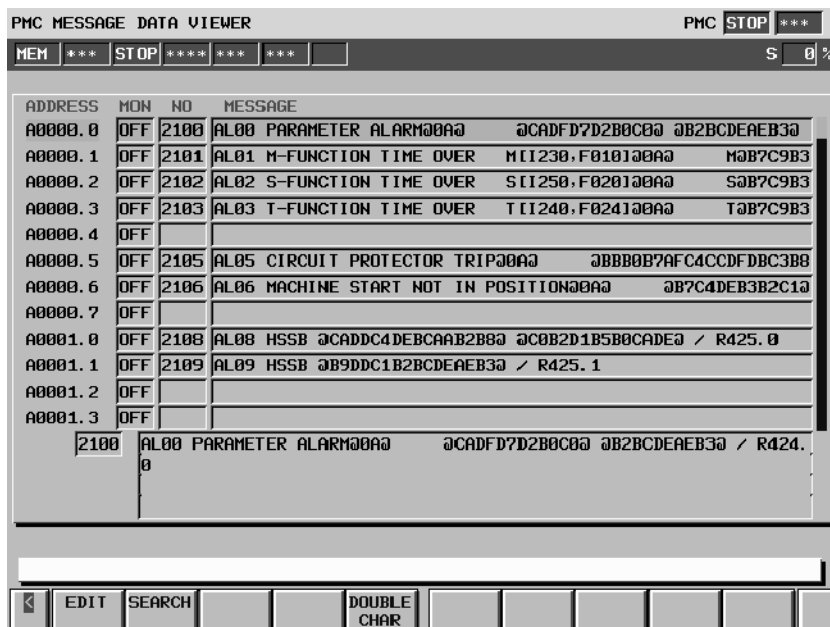 PMC MESSAGE DATA VIEWER PMC STOP ***
MEM *** STOP **** *** *** S 0 %
ADDRESS MON NO MESSAGE
A0000.0 OFF 2100 AL00 PARAMETER ALARM@0A@ @CADFD7D2B0C0@ @B2BCDEAEB3@
A0000.1 OFF 2101 AL01 M-FUNCTION TIME OVER M[I230,F010]@0A@ M@B7C9B3
A0000.2 OFF 2102 AL02 S-FUNCTION TIME OVER S[I250,F020]@0A@ S@B7C9B3
A0000.3 OFF 2103 AL03 T-FUNCTION TIME OVER T[I240,F024]@0A@ T@B7C9B3
A0000.4 OFF
A0000.5 OFF 2105 AL05 CIRCUIT PROTECTOR TRIP@0A@ @BBB0B7AFC4CCDFDBC3B8
A0000.6 OFF 2106 AL06 MACHINE START NOT IN POSITION@0A@ @B7C4DEB3B2C1@
A0000.7 OFF
A0001.0 OFF 2108 AL08 HSSB @CADDC4DEBCAAB2B8@ @C0B2D1B5B0CADE@ / R425.0
A0001.1 OFF 2109 AL09 HSSB @B9DDC1B2BCDEAEB3@ / R425.1
A0001.2 OFF
A0001.3 OFF
2100 AL00 PARAMETER ALARM@0A@ @CADFD7D2B0C0@ @B2BCDEAEB3@ / R424.
0
< EDIT SEARCH DOUBLE
CHAR